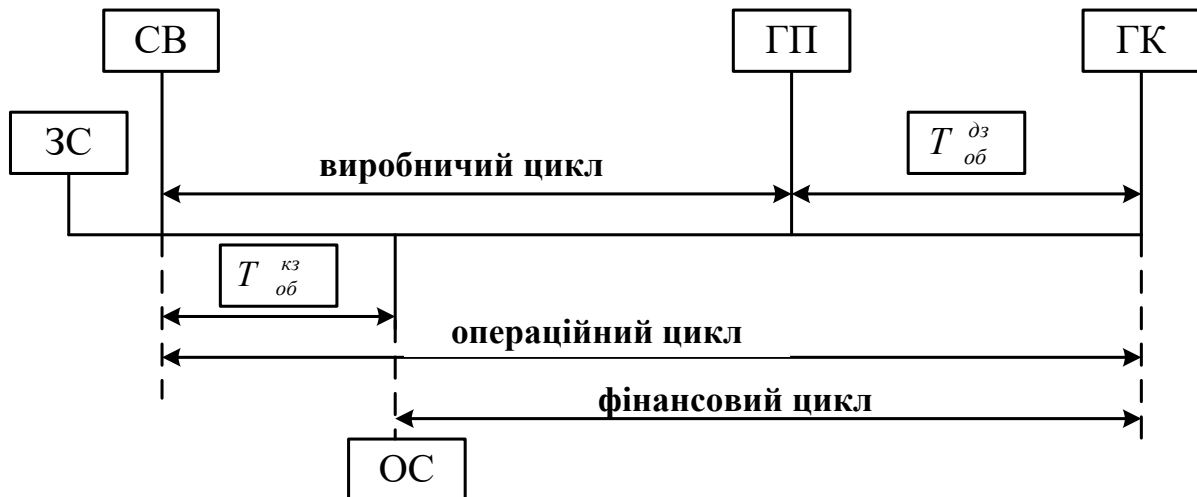 СВ
ГП
ГК
ЗС
T об дз
виробничий цикл
T об кз
операційний цикл
фінансовий цикл
ОС